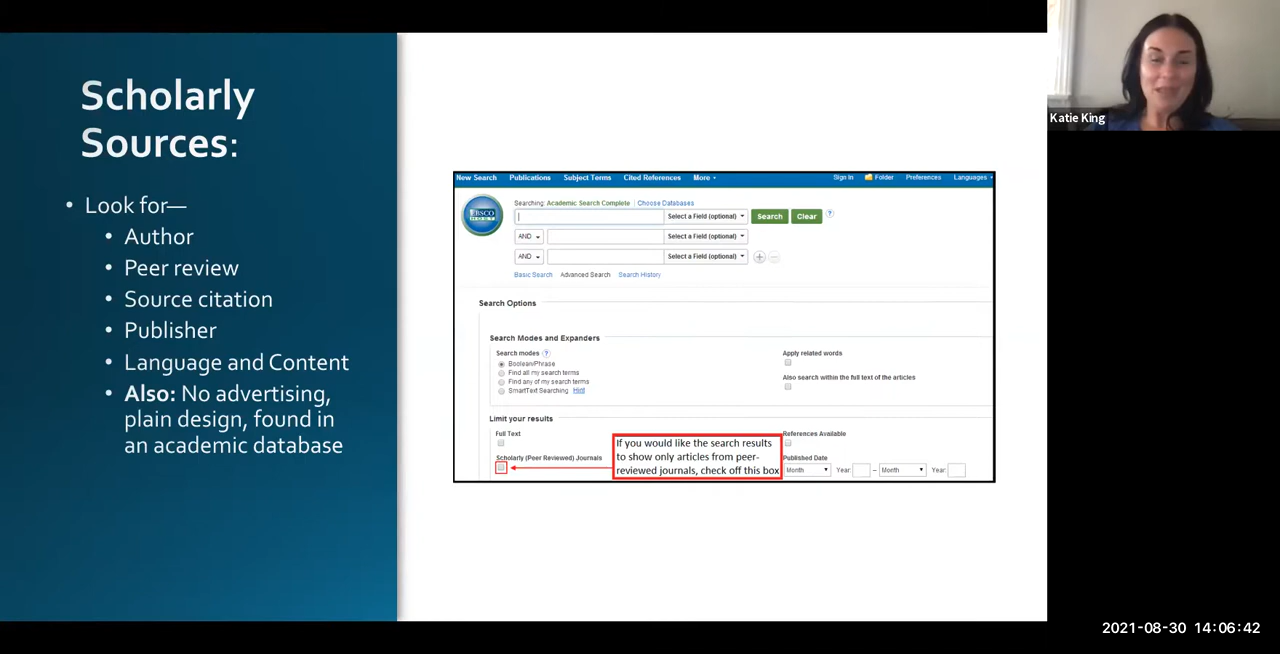 Scholarly
Sources:
• Look for—
• Author
• Peer review
• Source citation
• Publisher
• Language and Content
• Also: No advertising,
plain design, found in
an academic database
New Search Publications Subject Terms Cited References More Sign In Folder Preferences Languages
EBSCO
HOST
Searching: Academic Search Complete | Choose Databases
Select a Field (optional) Search Clear ?
AND Select a Field (optional)
AND Select a Field (optional) + −
Basic Search Advanced Search Search History
Search Options
Search Modes and Expanders
Search modes ?
Boolean/Phrase
Find all my search terms
Find any of my search terms
SmartText Searching Hint
Apply related words
Also search within the full text of the articles
Limit your results
Full Text
References Available
Scholarly (Peer Reviewed) Journals
Published Date
Month Year: – Month Year:
If you would like the search results
to show only articles from peer-
reviewed journals, check off this box
Katie King
2021-08-30 14:06:42